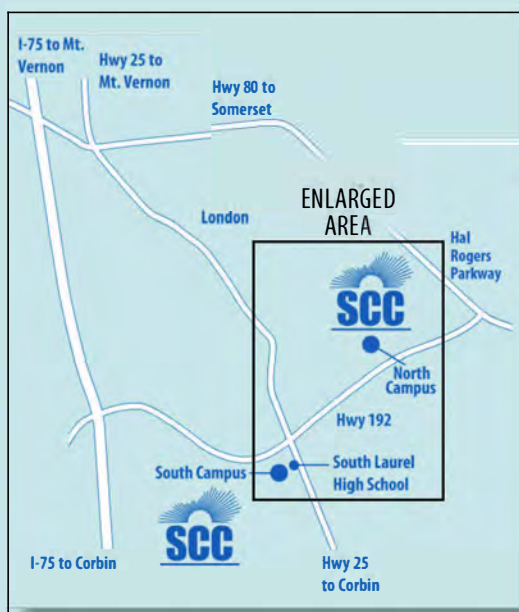 I-75 to Mt.
Vernon
Hwy 25 to
Mt. Vernon
Hwy 80 to
Somerset
ENLARGED
AREA
London
Hal
Rogers
Parkway
SCC
North
Campus
Hwy 192
South Campus
South Laurel
High School
SCC
I-75 to Corbin
Hwy 25
to Corbin